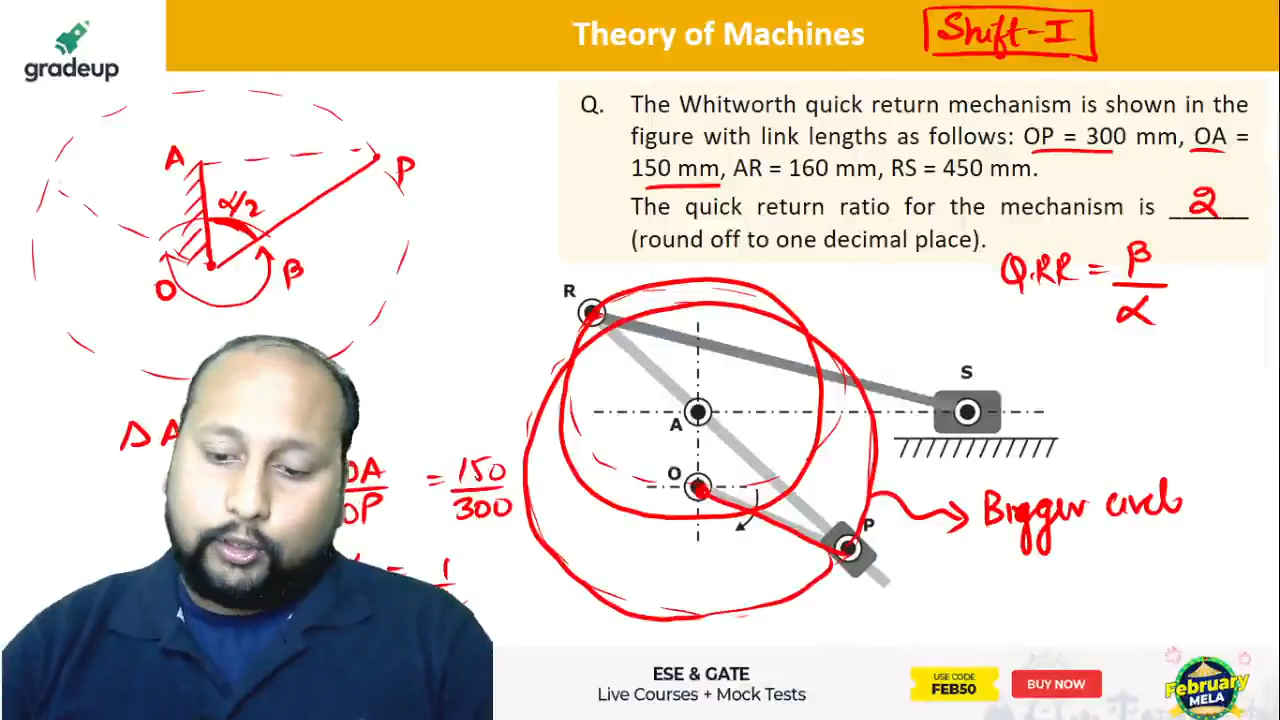 Theory of Machines
Shift-I
gradeup
Q. The Whitworth quick return mechanism is shown in the
figure with link lengths as follows: OP = 300 mm, OA =
150 mm, AR = 160 mm, RS = 450 mm.
The quick return ratio for the mechanism is 2
(round off to one decimal place).
Q.RR = β/α
A
P
α/2
O
β
Δ A
OA/OP = 150/300
= 1
R
S
A
O
P
Bigger circle
ESE & GATE
Live Courses + Mock Tests
USE CODE
FEB50
BUY NOW
February
MELA